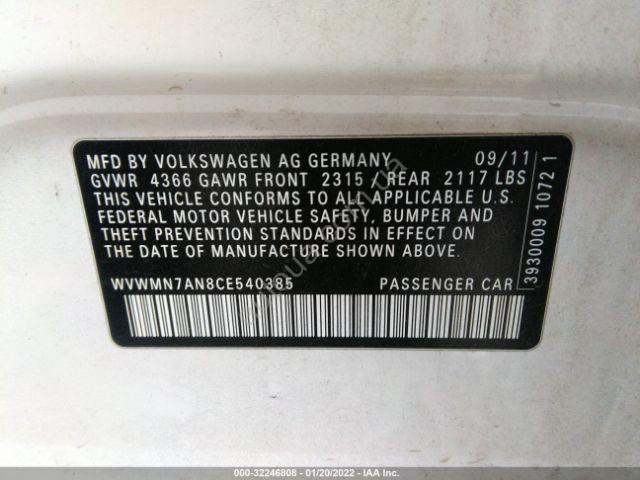 MFD BY VOLKSWAGEN AG GERMANY 09/11
GVWR 4366 GAWR FRONT 2315 / REAR 2117 LBS
THIS VEHICLE CONFORMS TO ALL APPLICABLE U.S.
FEDERAL MOTOR VEHICLE SAFETY, BUMPER AND
THEFT PREVENTION STANDARDS IN EFFECT ON
THE DATE OF MANUFACTURE SHOWN ABOVE.
WVWMN7AN8CE540385 PASSENGER CAR
3930009 10721
000-32246808 - 01/20/2022 - IAA Inc.